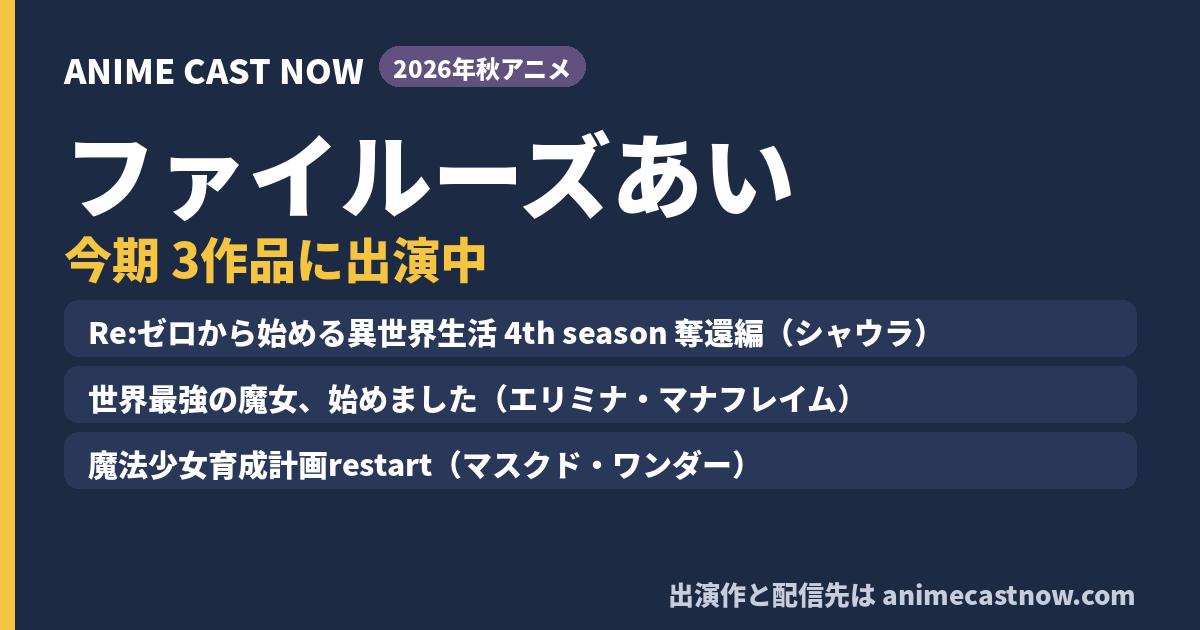 ANIME CAST NOW 2026年秋アニメ
ファイルーズあい
今期 3作品に出演中
Re:ゼロから始める異世界生活 4th season 奪還編（シャウラ）
世界最強の魔女、始めました（エリミナ・マナフレイム）
魔法少女育成計画restart（マスクド・ワンダー）
出演作と配信先は animecastnow.com